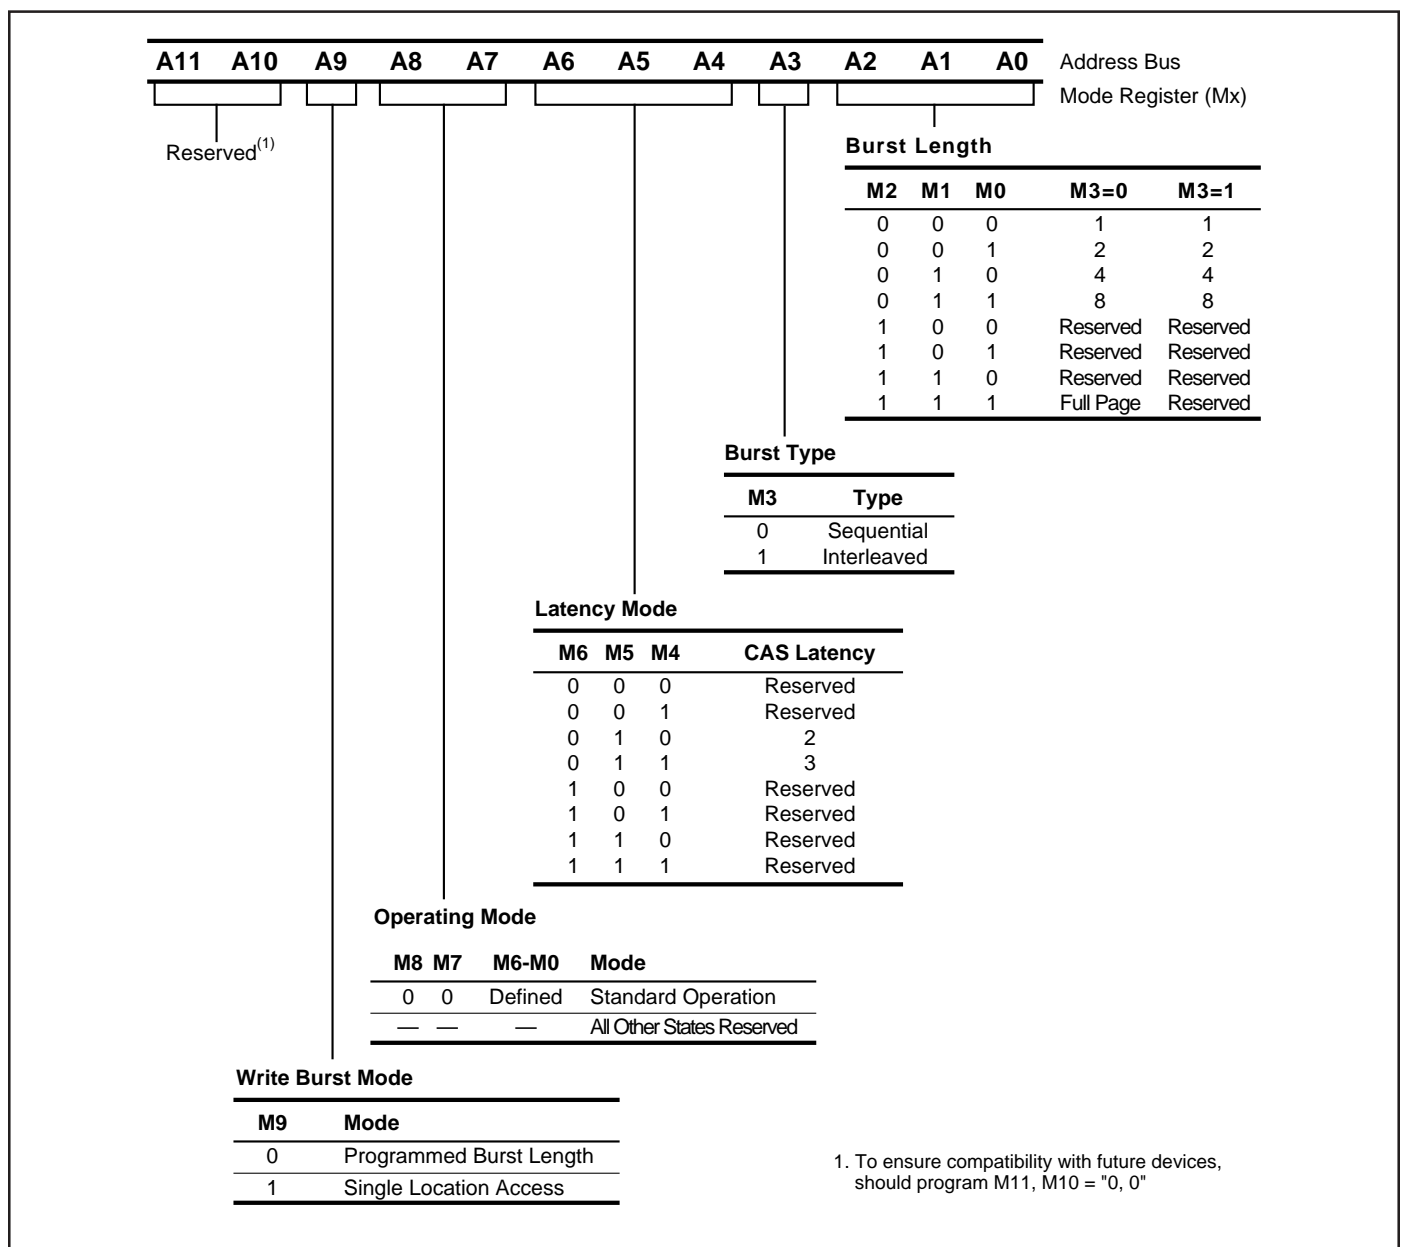 A11 A10 A9 A8 A7 A6 A5 A4 A3 A2 A1 A0 Address Bus
Mode Register (Mx)
Reserved(1)
Burst Length
M2 M1 M0 M3=0 M3=1
0 0 0 1 1
0 0 1 2 2
0 1 0 4 4
0 1 1 8 8
1 0 0 Reserved Reserved
1 0 1 Reserved Reserved
1 1 0 Reserved Reserved
1 1 1 Full Page Reserved
Burst Type
M3 Type
0 Sequential
1 Interleaved
Latency Mode
M6 M5 M4 CAS Latency
0 0 0 Reserved
0 0 1 Reserved
0 1 0 2
0 1 1 3
1 0 0 Reserved
1 0 1 Reserved
1 1 0 Reserved
1 1 1 Reserved
Operating Mode
M8 M7 M6-M0 Mode
0 0 Defined Standard Operation
— — — All Other States Reserved
Write Burst Mode
M9 Mode
0 Programmed Burst Length
1 Single Location Access
1. To ensure compatibility with future devices,
should program M11, M10 = "0, 0"